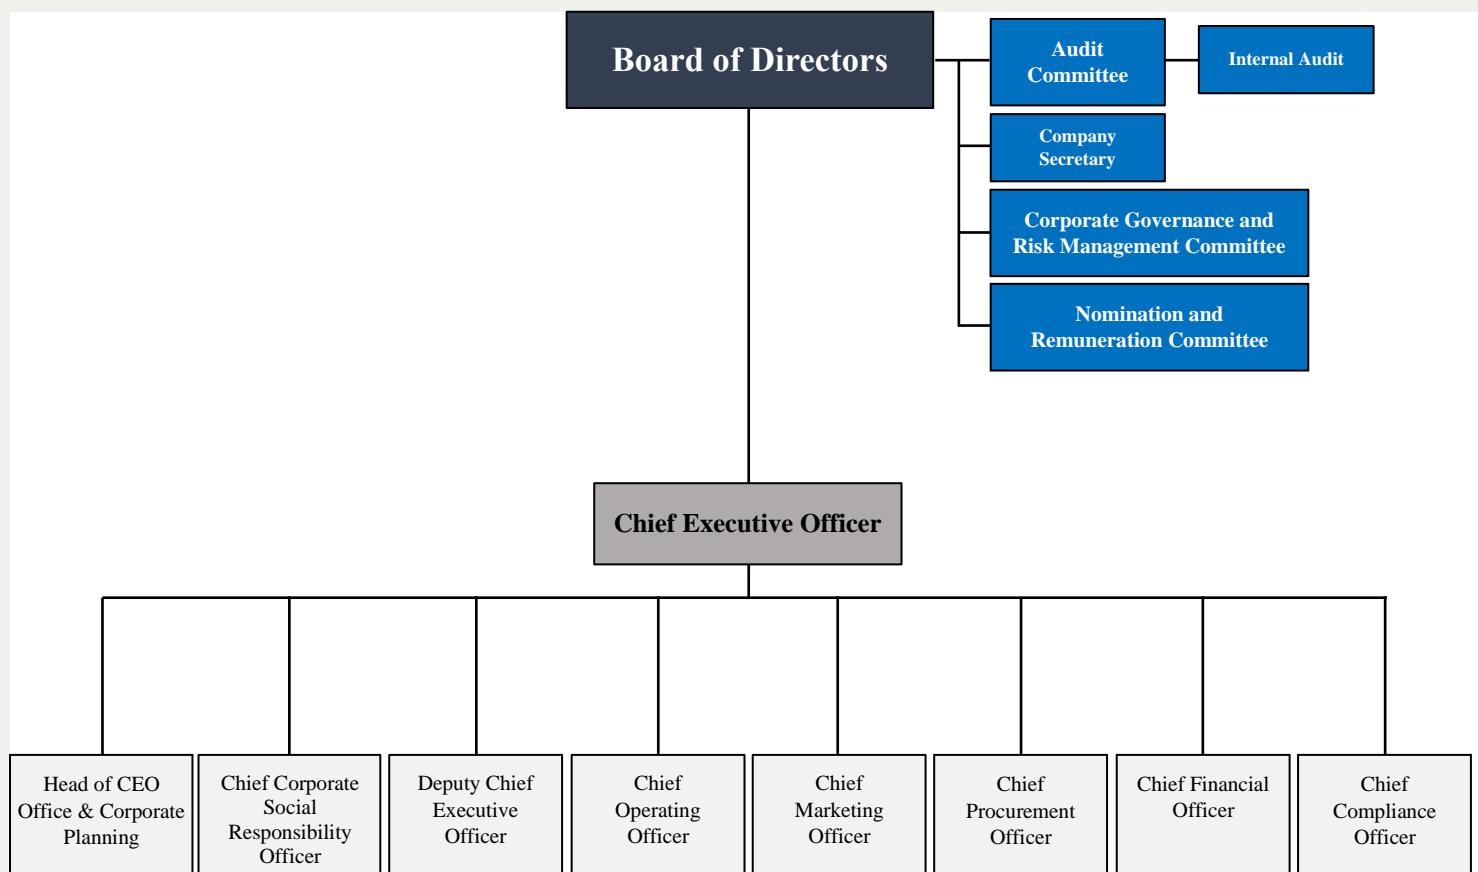 Board of Directors
Audit
Committee
Internal Audit
Company
Secretary
Corporate Governance and
Risk Management Committee
Nomination and
Remuneration Committee
Chief Executive Officer
Head of CEO
Office & Corporate
Planning
Chief Corporate
Social
Responsibility
Officer
Deputy Chief
Executive
Officer
Chief
Operating
Officer
Chief
Marketing
Officer
Chief
Procurement
Officer
Chief Financial
Officer
Chief
Compliance
Officer